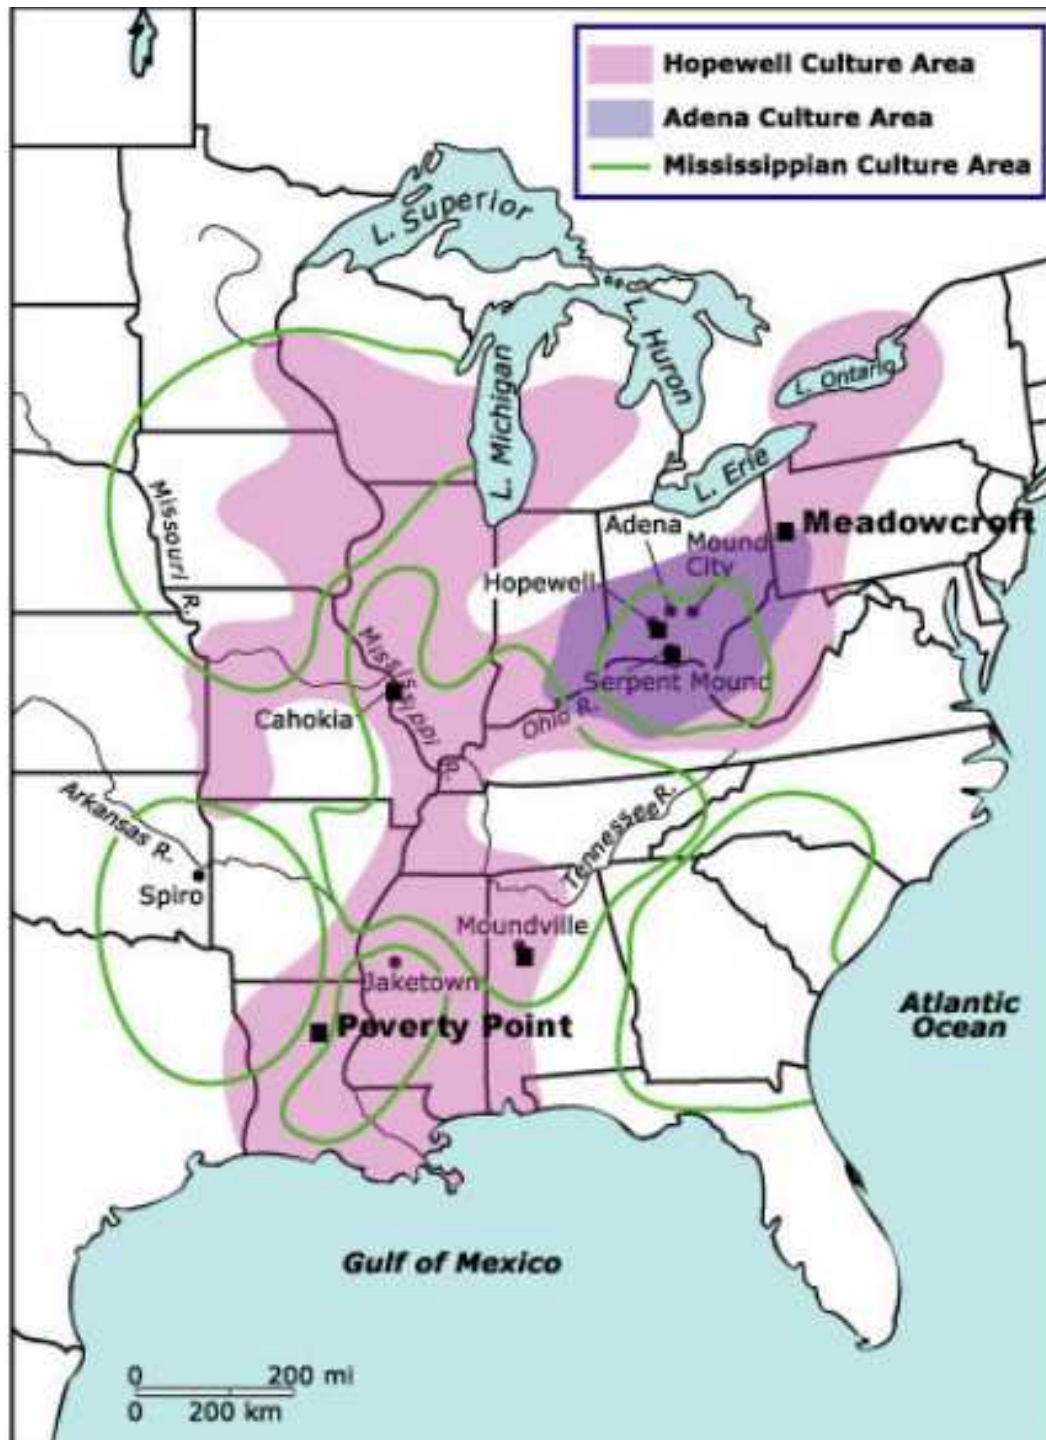 Hopewell Culture Area
Adena Culture Area
Mississippian Culture Area
L. Superior
L. Michigan
L. Huron
L. Ontario
L. Erie
Missouri R.
Adena
Mound
City
Meadowcroft
Hopewell
Mississippi R.
Serpent Mound
Cahokia
Ohio R.
Arkansas R.
Tennessee R.
Spiro
Moundville
Jaketown
Poverty Point
Atlantic
Ocean
Gulf of Mexico
0 200 mi
0 200 km